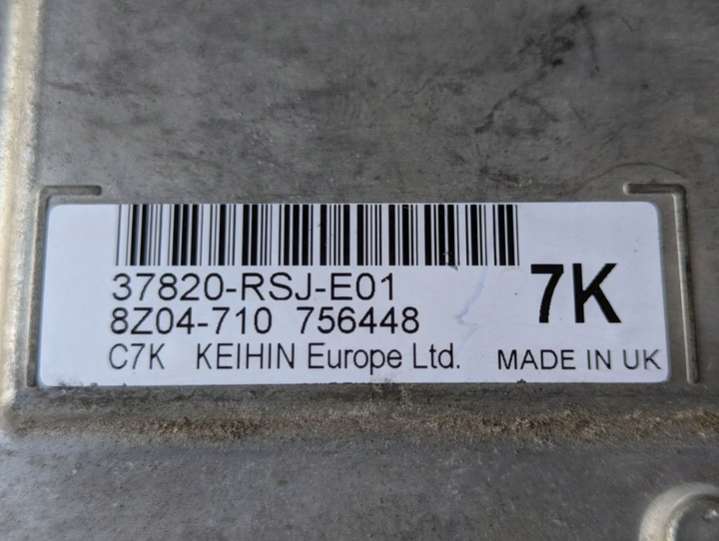 37820-RSJ-E01
8Z04-710 756448
7K
C7K KEIHIN Europe Ltd. MADE IN UK